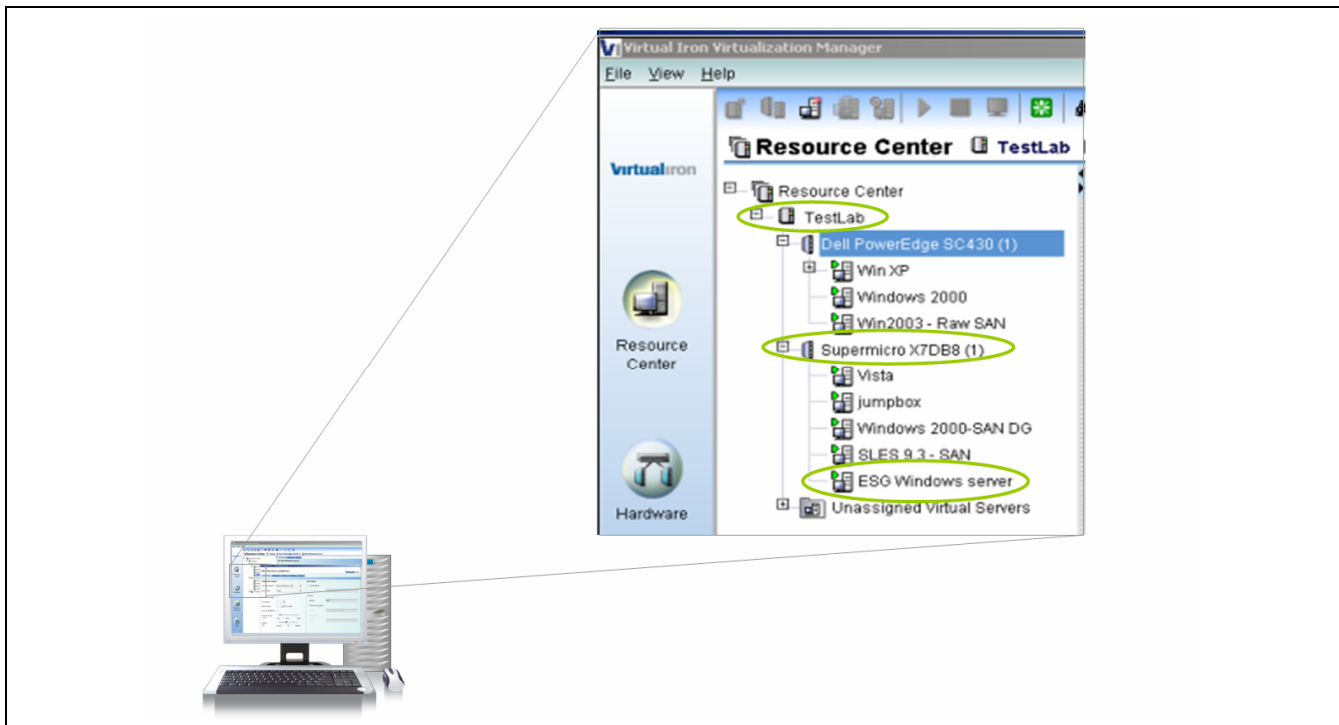 Virtual Iron Virtualization Manager
File View Help
Resource Center TestLab
Virtualiron
Resource Center
TestLab
Dell PowerEdge SC430 (1)
Win XP
Windows 2000
Win2003 - Raw SAN
Resource
Center
Supermicro X7DB8 (1)
Vista
jumpbox
Windows 2000-SAN DG
SLES 9.3 - SAN
ESG Windows server
Hardware
Unassigned Virtual Servers